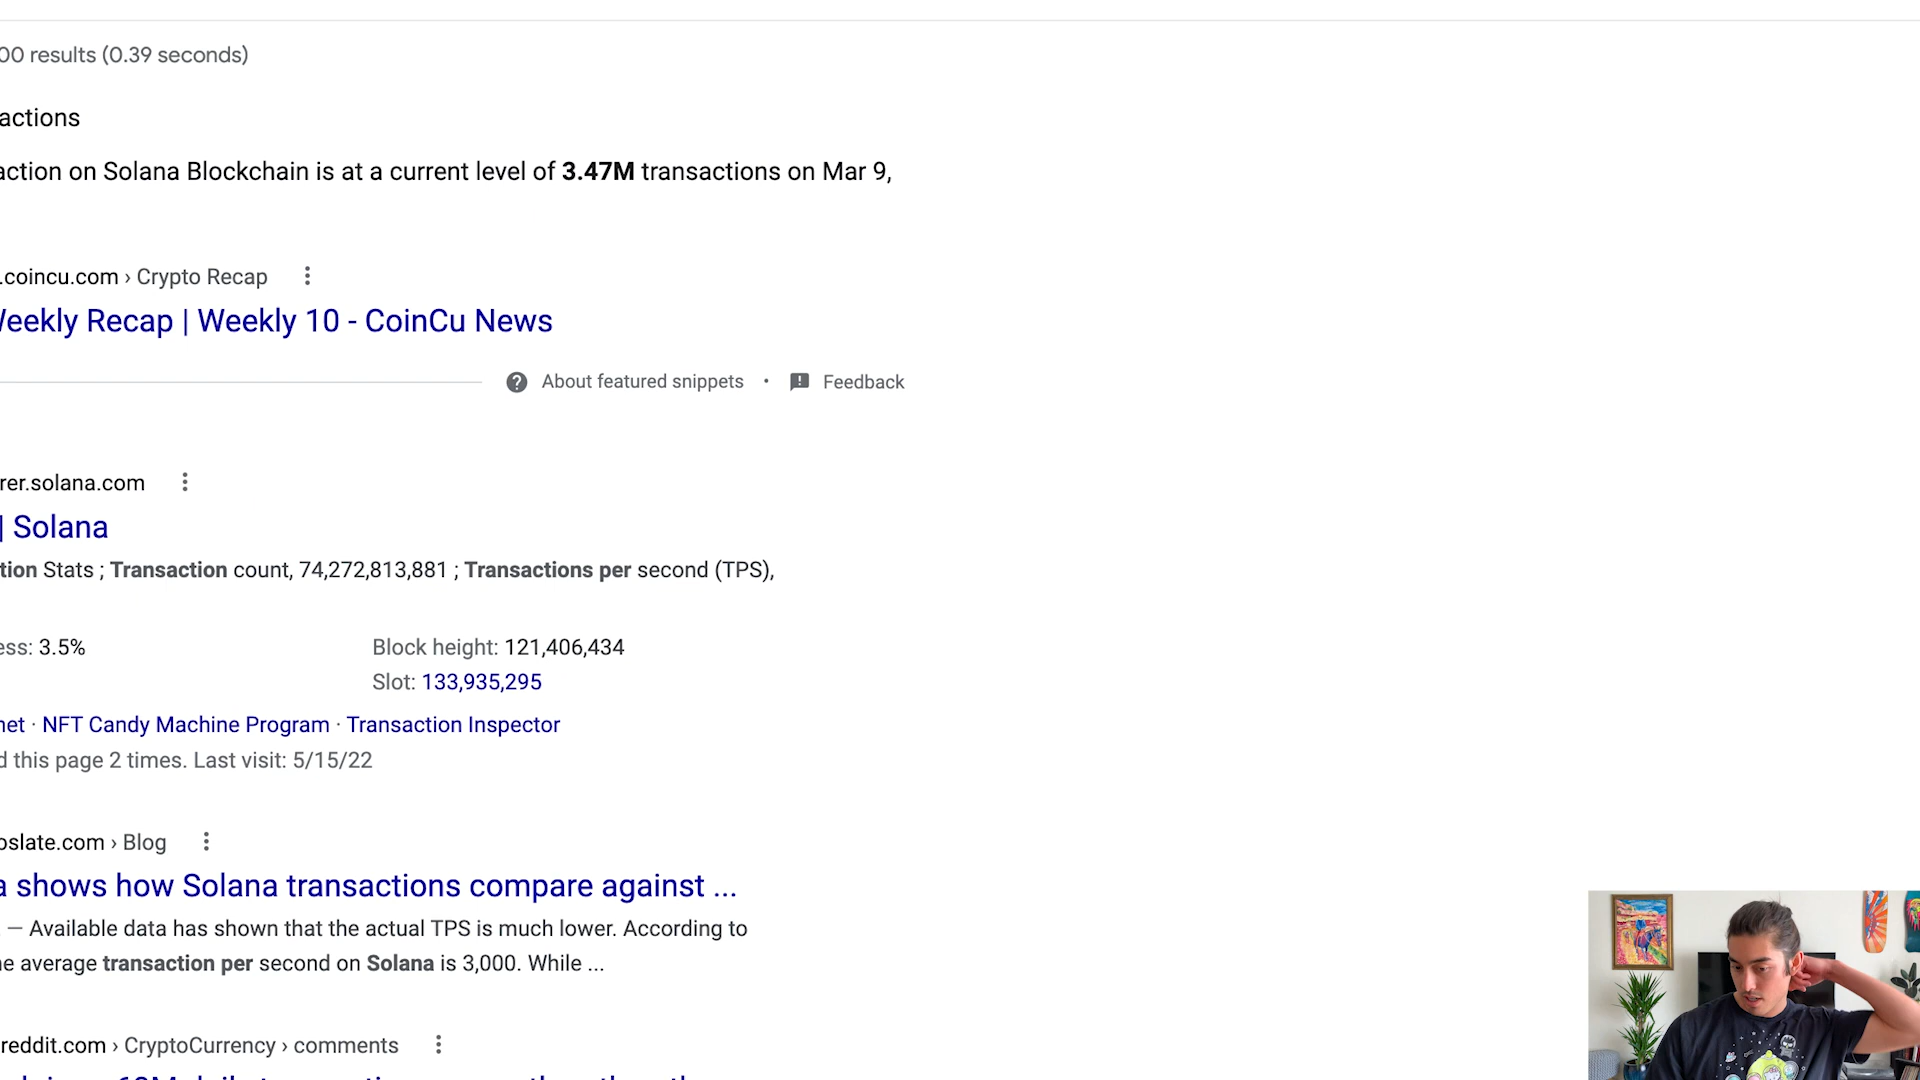 00 results (0.39 seconds)
actions
action on Solana Blockchain is at a current level of 3.47M transactions on Mar 9,
.coincu.com › Crypto Recap
Weekly Recap | Weekly 10 - CoinCu News
About featured snippets • Feedback
rer.solana.com
| Solana
tion Stats ; Transaction count, 74,272,813,881 ; Transactions per second (TPS),
ess: 3.5% Block height: 121,406,434
Slot: 133,935,295
net · NFT Candy Machine Program · Transaction Inspector
d this page 2 times. Last visit: 5/15/22
oslate.com › Blog
a shows how Solana transactions compare against ...
— Available data has shown that the actual TPS is much lower. According to
e average transaction per second on Solana is 3,000. While ...
reddit.com › CryptoCurrency › comments